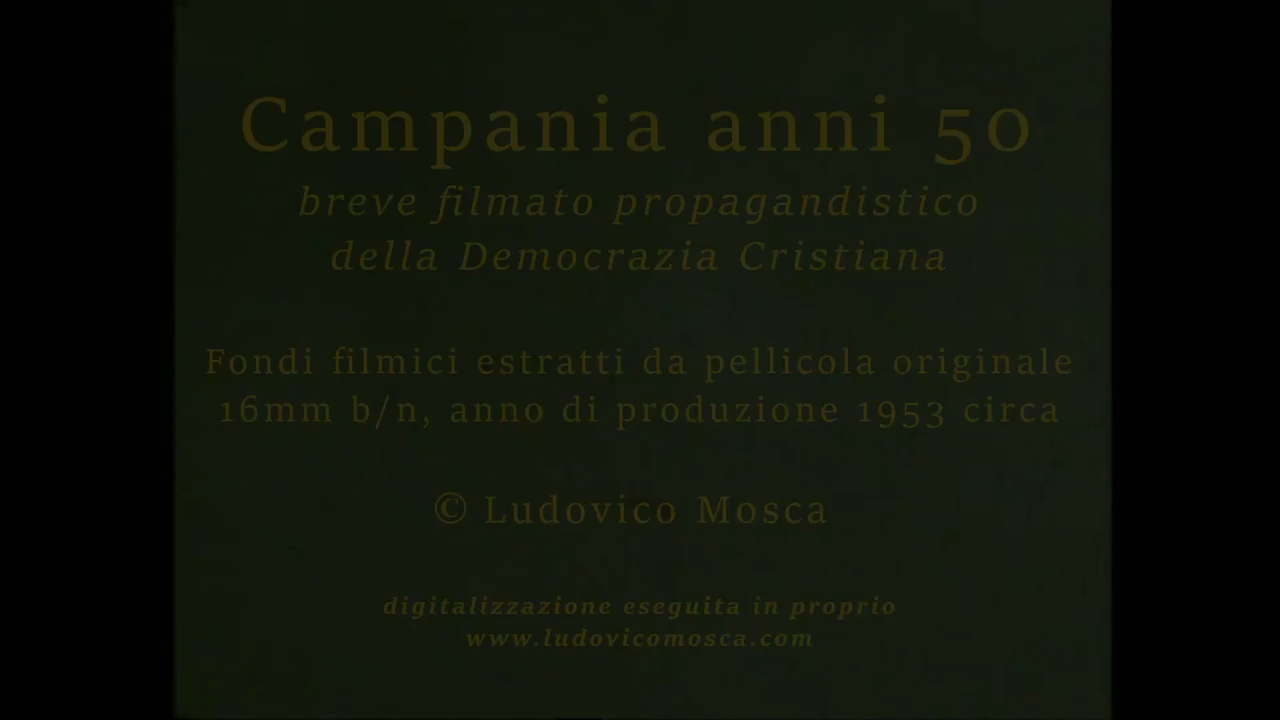 Campania anni 50
breve filmato propagandistico
della Democrazia Cristiana
Fondi filmici estratti da pellicola originale
16mm b/n, anno di produzione 1953 circa
© Ludovico Mosca
digitalizzazione eseguita in proprio
www.ludovicomosca.com